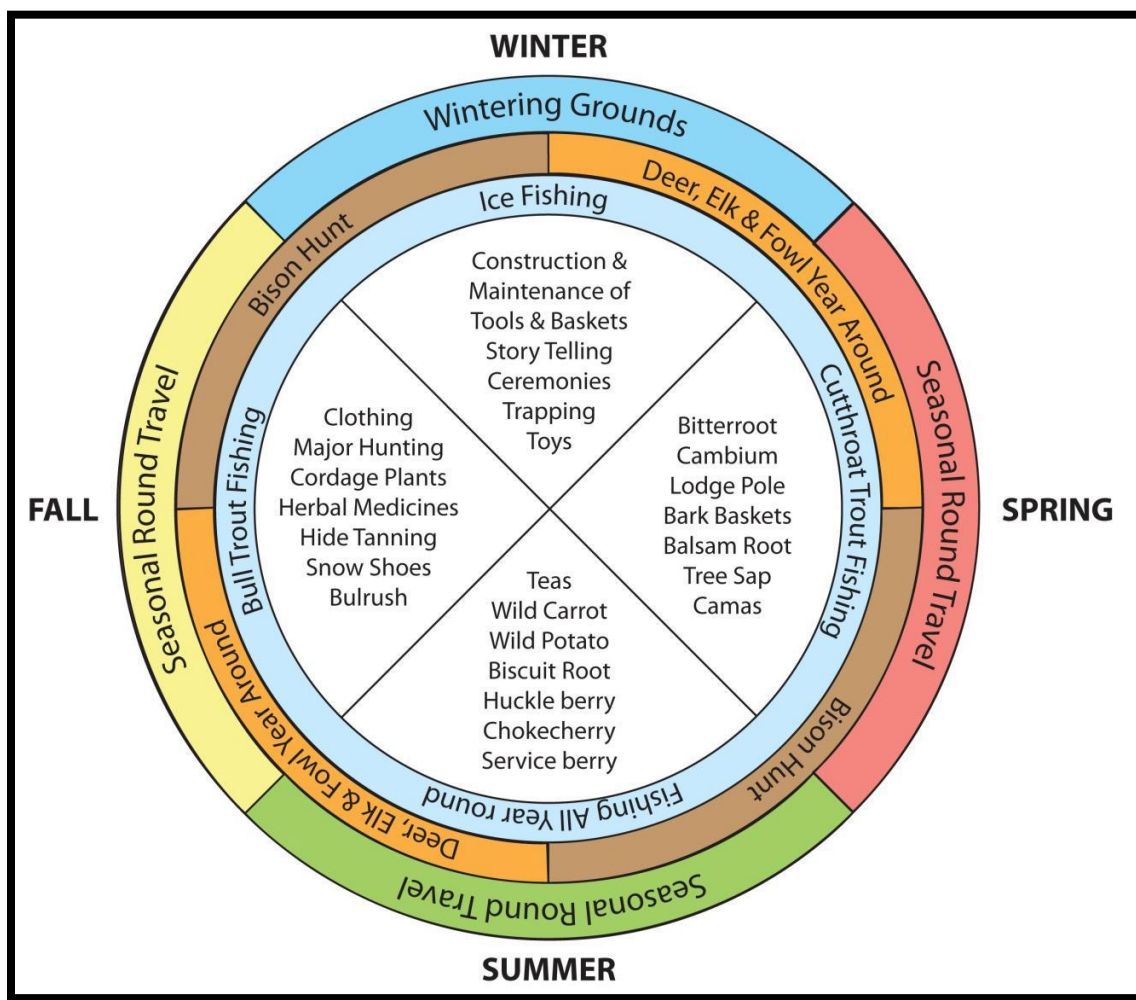 WINTER
Wintering Grounds
Deer, Elk & Fowl Year Around
Bison Hunt
Ice Fishing
Construction &
Maintenance of
Tools & Baskets
Story Telling
Ceremonies
Trapping
Toys
FALL
Seasonal Round Travel
Bull Trout Fishing
Clothing
Major Hunting
Cordage Plants
Herbal Medicines
Hide Tanning
Snow Shoes
Bulrush
Bitterroot
Cambium
Lodge Pole
Bark Baskets
Balsam Root
Tree Sap
Camas
Cutthroat Trout Fishing
Seasonal Round Travel
SPRING
Teas
Wild Carrot
Wild Potato
Biscuit Root
Huckle berry
Chokecherry
Service berry
Fishing All Year round
Deer, Elk & Fowl Year Around
Bison Hunt
Seasonal Round Travel
SUMMER